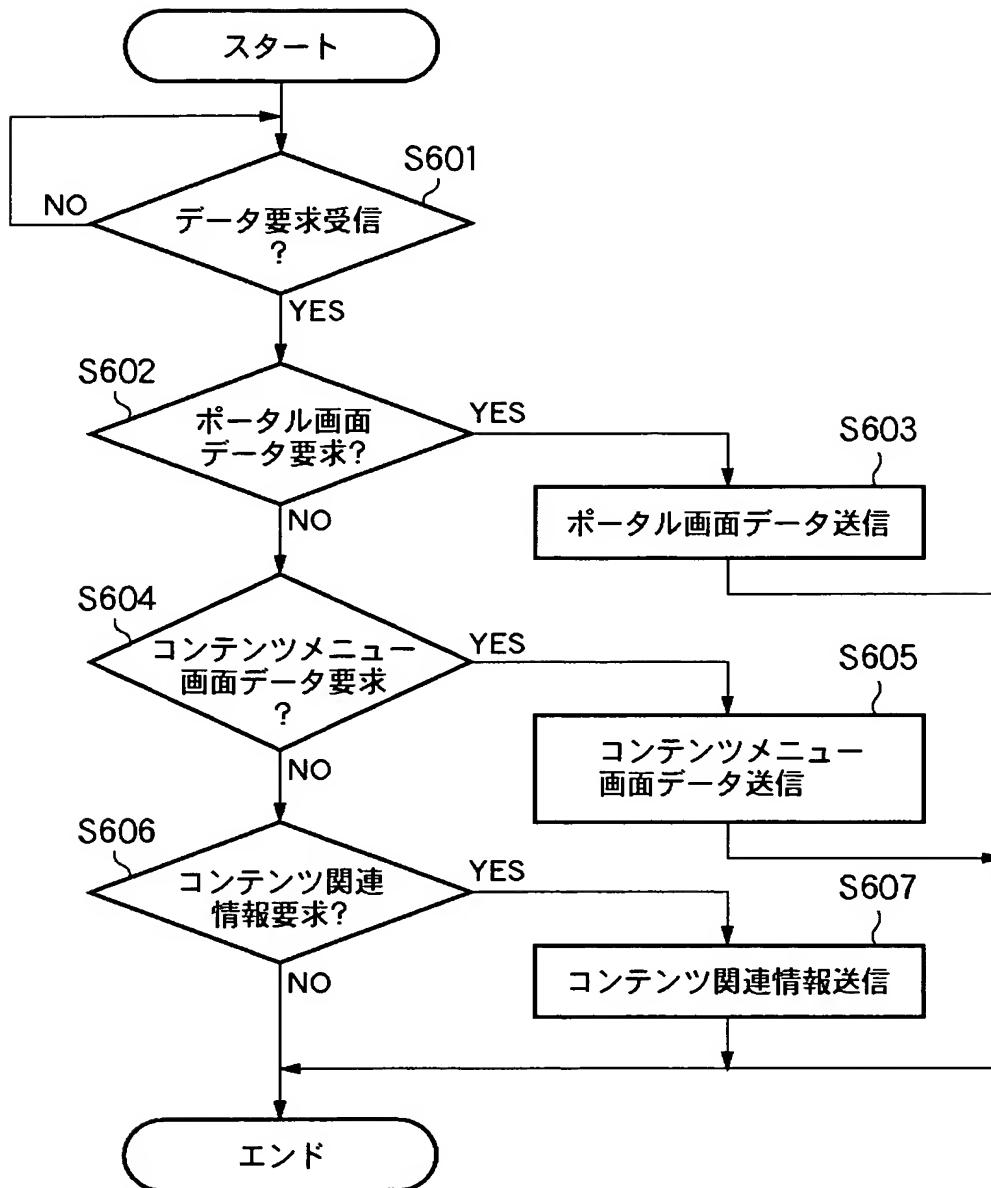 スタート
S601
NO
データ要求受信
?
YES
S602
ポータル画面
データ要求?
YES
S603
ポータル画面データ送信
NO
S604
コンテンツメニュー
画面データ要求
?
YES
S605
コンテンツメニュー
画面データ送信
NO
S606
コンテンツ関連
情報要求?
YES
S607
コンテンツ関連情報送信
NO
エンド